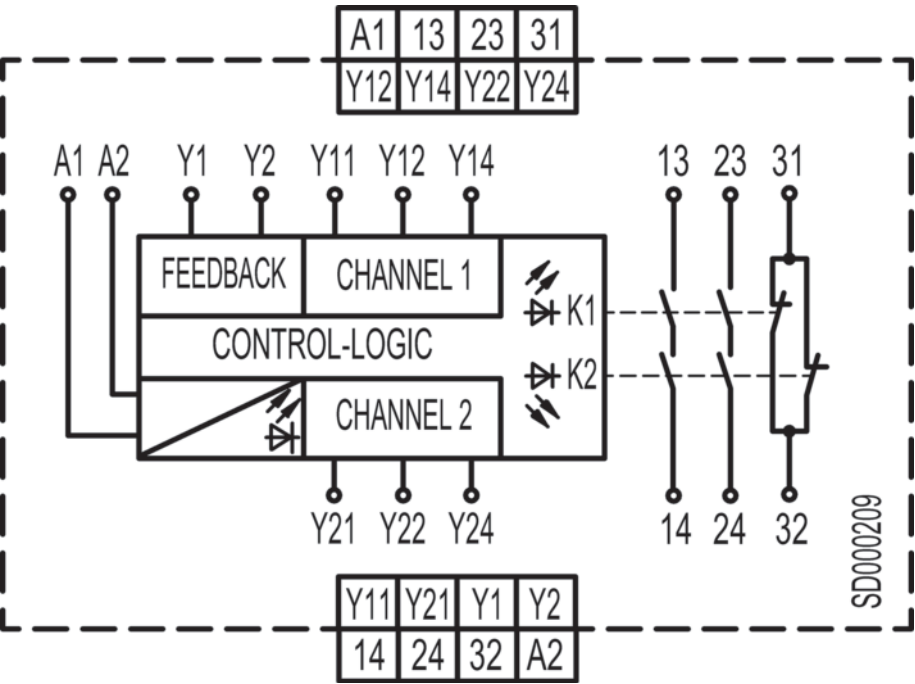 A1 13 23 31
Y12 Y14 Y22 Y24
A1 A2 Y1 Y2 Y11 Y12 Y14 13 23 31
FEEDBACK CHANNEL 1
K1
CONTROL-LOGIC
K2
CHANNEL 2
Y21 Y22 Y24 14 24 32
SD000209
Y11 Y21 Y1 Y2
14 24 32 A2